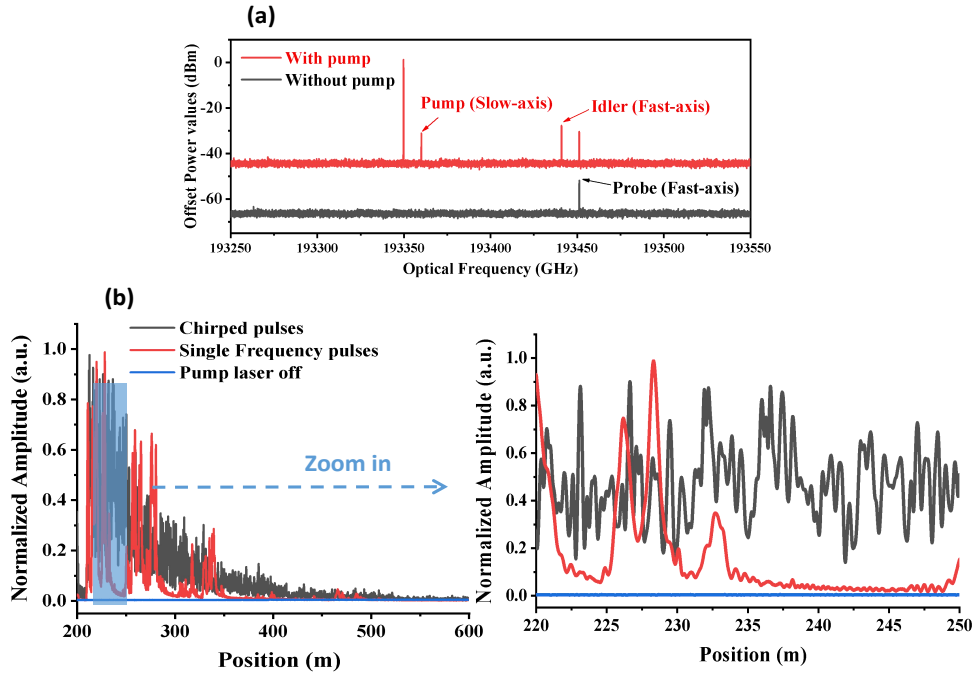 (a)
With pump
Without pump
Pump (Slow-axis)
Idler (Fast-axis)
Probe (Fast-axis)
Offset Power values (dBm)
0
-20
-40
-60
193250
193300
193350
193400
193450
193500
193550
Optical Frequency (GHz)
(b)
Chirped pulses
Single Frequency pulses
Pump laser off
Zoom in
Normalized Amplitude (a.u.)
1.0
0.8
0.6
0.4
0.2
0.0
200
300
400
500
600
Position (m)
Normalized Amplitude (a.u.)
1.0
0.8
0.6
0.4
0.2
0.0
220
225
230
235
240
245
250
Position (m)